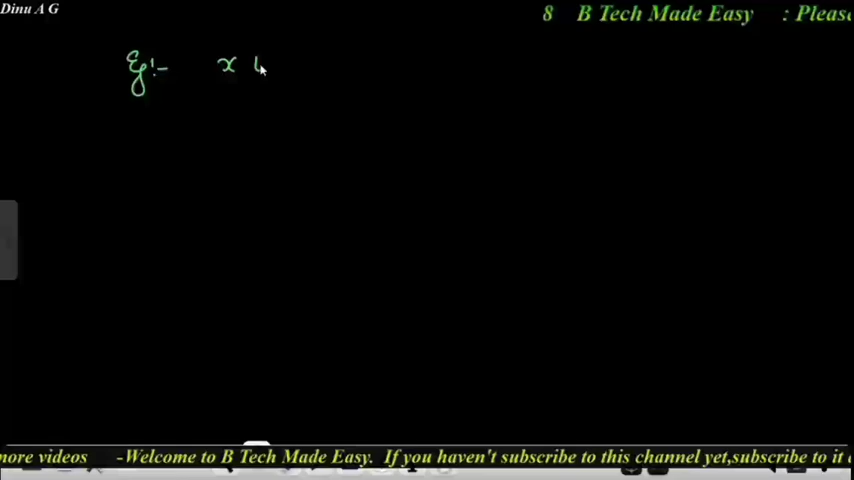 Dinu A G
8 B Tech Made Easy : Please
Eg:- x
more videos -Welcome to B Tech Made Easy. If you haven't subscribe to this channel yet,subscribe to it